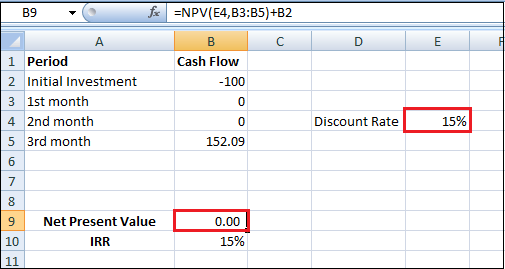 B9 fx =NPV(E4,B3:B5)+B2
A B C D E F
1 Period Cash Flow
2 Initial Investment -100
3 1st month 0
4 2nd month 0 Discount Rate 15%
5 3rd month 152.09
6
7
8
9 Net Present Value 0.00
10 IRR 15%
11